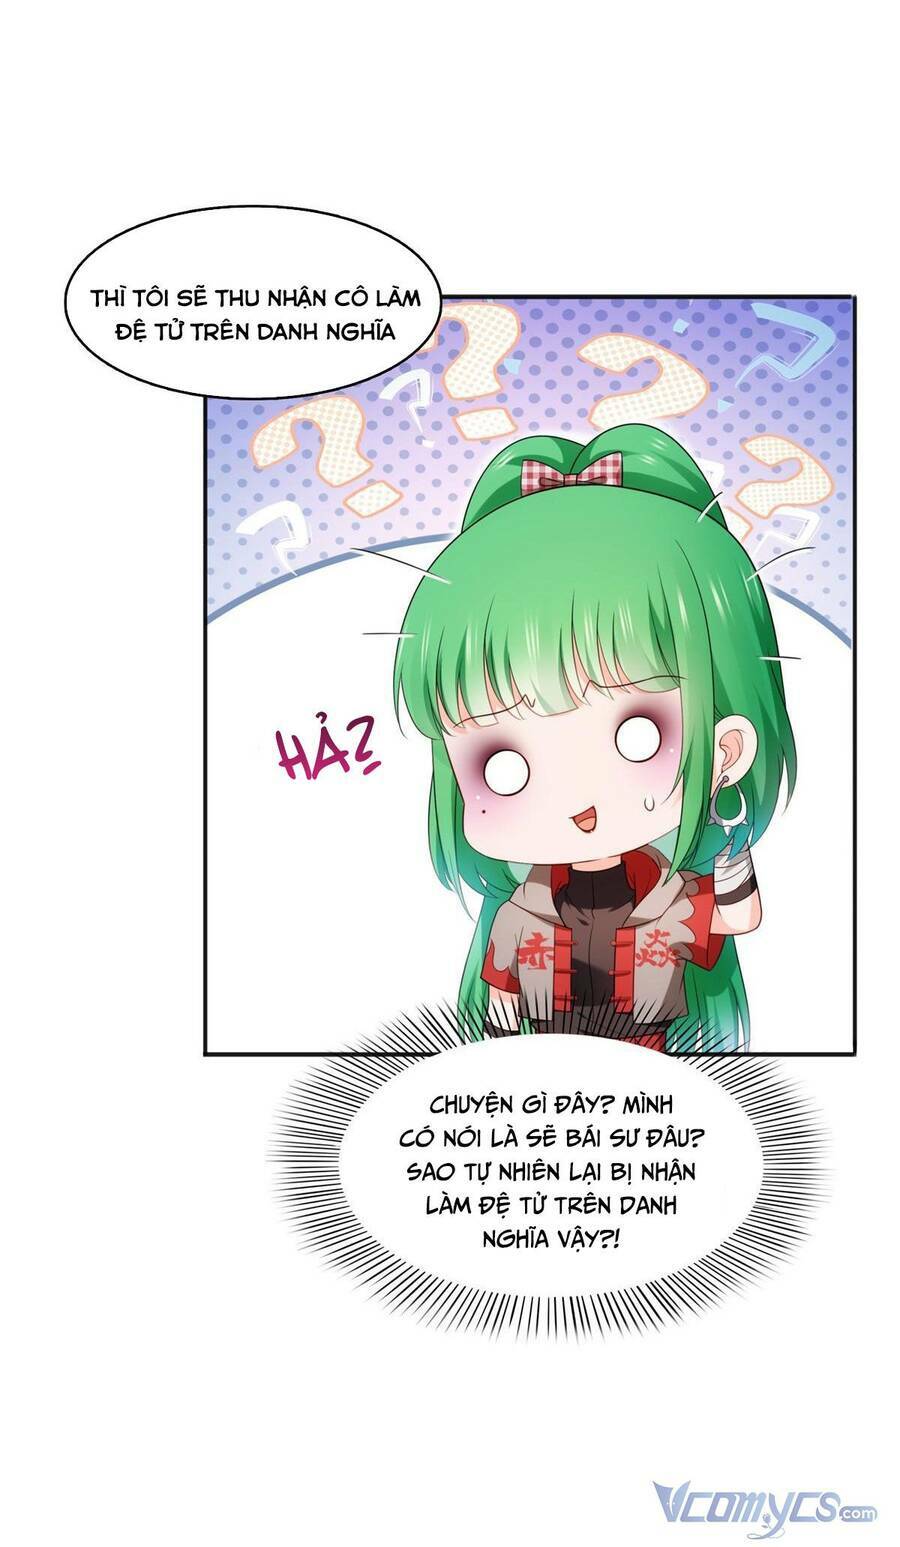 THÌ TÔI SẼ THU NHẬN CÔ LÀM
ĐỆ TỬ TRÊN DANH NGHĨA
HẢ?
赤 焱
CHUYỆN GÌ ĐÂY? MÌNH
CÓ NÓI LÀ SẼ BÁI SƯ ĐÂU?
SAO TỰ NHIÊN LẠI BỊ NHẬN
LÀM ĐỆ TỬ TRÊN DANH
NGHĨA VẬY?!
VCOMYCS.com